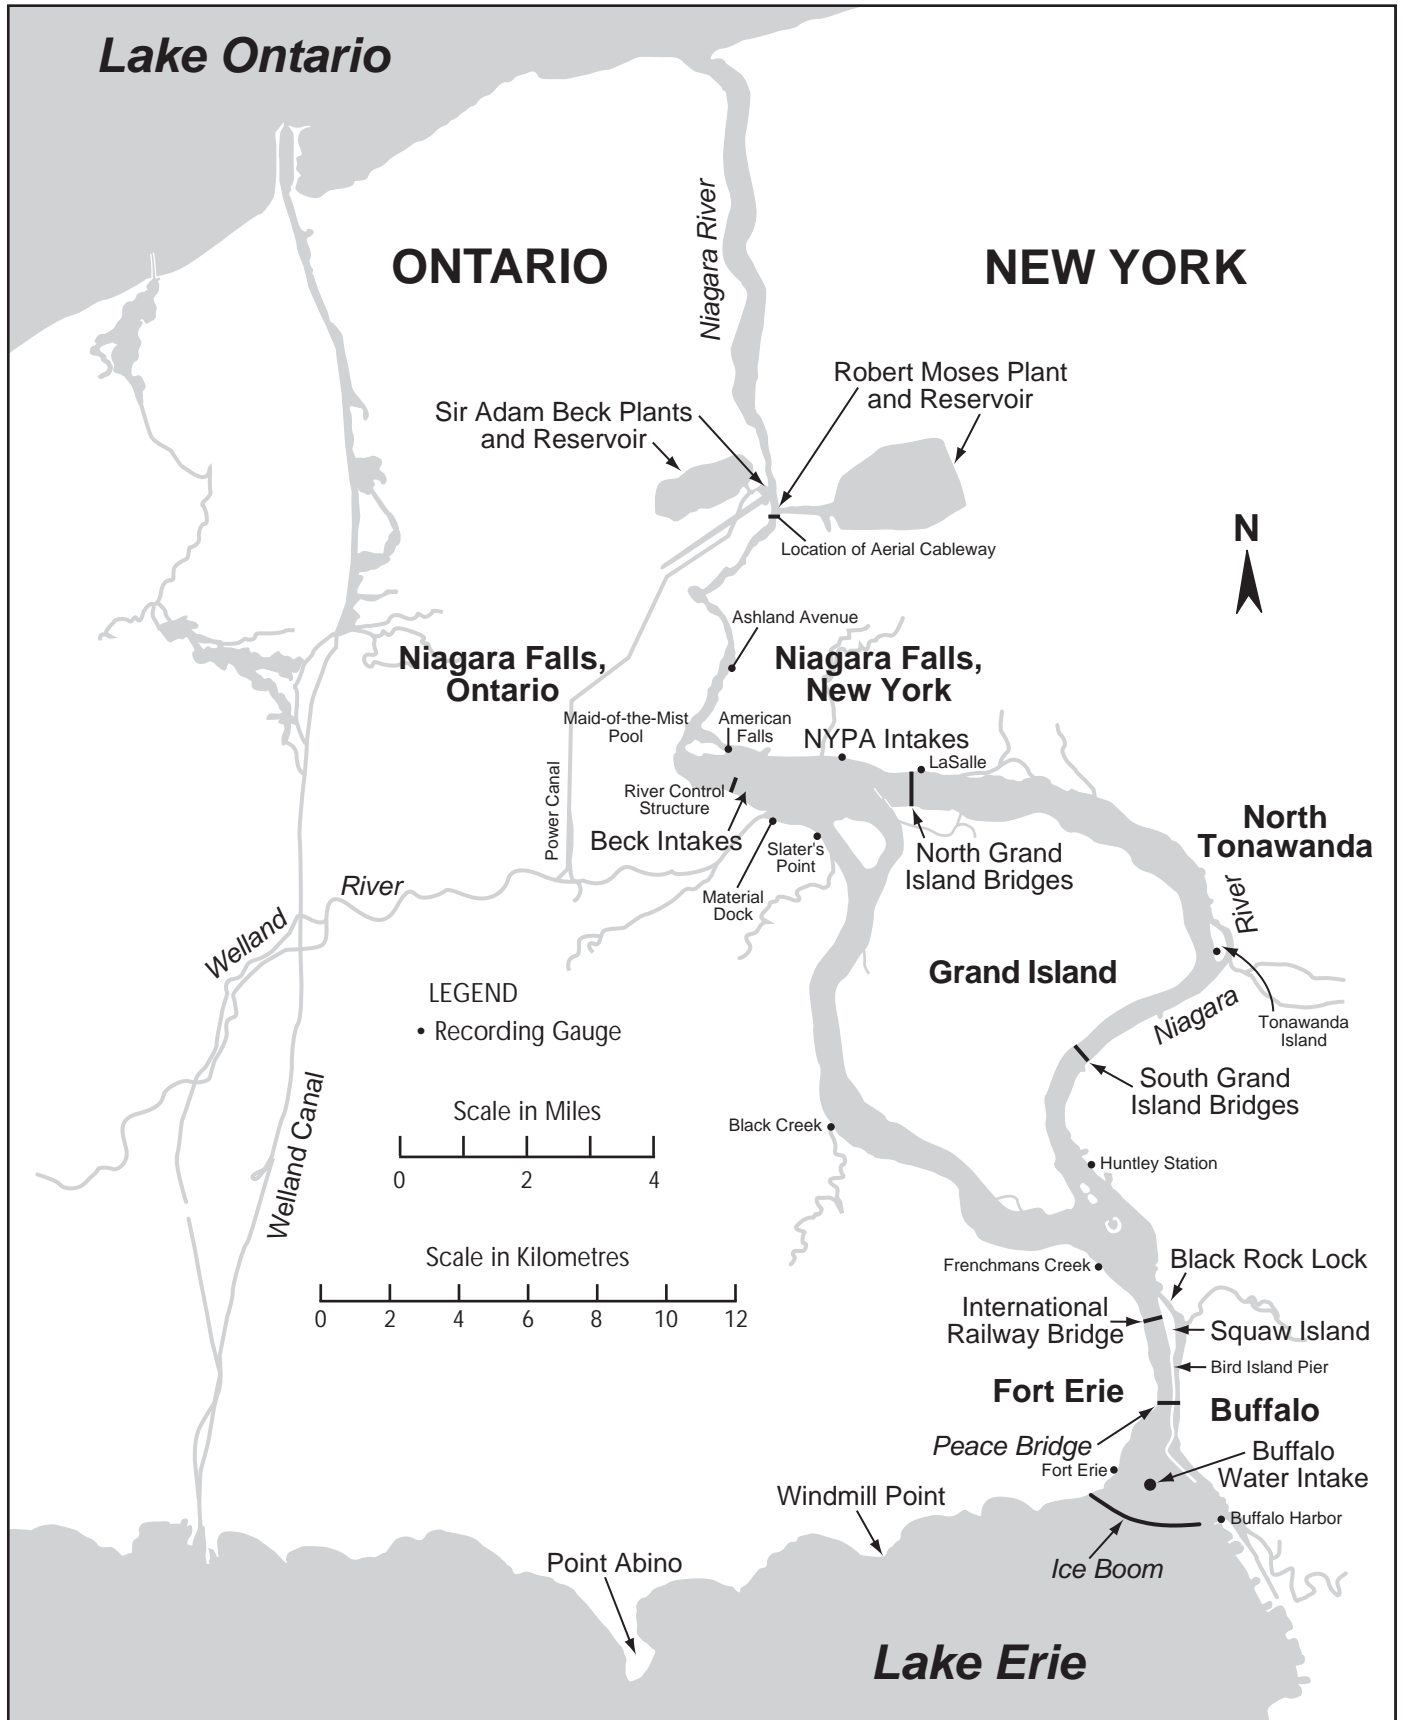 Lake Ontario
Niagara River
ONTARIO
NEW YORK
Robert Moses Plant
and Reservoir
Sir Adam Beck Plants
and Reservoir
N
Location of Aerial Cableway
Ashland Avenue
Niagara Falls,
Ontario
Niagara Falls,
New York
Maid-of-the-Mist
Pool
American
Falls
NYPA Intakes
LaSalle
Power Canal
River Control
Structure
Beck Intakes
Slater's
Point
North Grand
Island Bridges
North
Tonawanda
Material
Dock
Welland
River
River
Niagara
Grand Island
Tonawanda
Island
LEGEND
• Recording Gauge
South Grand
Island Bridges
Welland Canal
Scale in Miles
0 2 4
Black Creek
Huntley Station
Scale in Kilometres
0 2 4 6 8 10 12
Frenchmans Creek
Black Rock Lock
International
Railway Bridge
Squaw Island
Bird Island Pier
Fort Erie
Buffalo
Peace Bridge
Fort Erie
Buffalo
Water Intake
Windmill Point
Buffalo Harbor
Point Abino
Ice Boom
Lake Erie